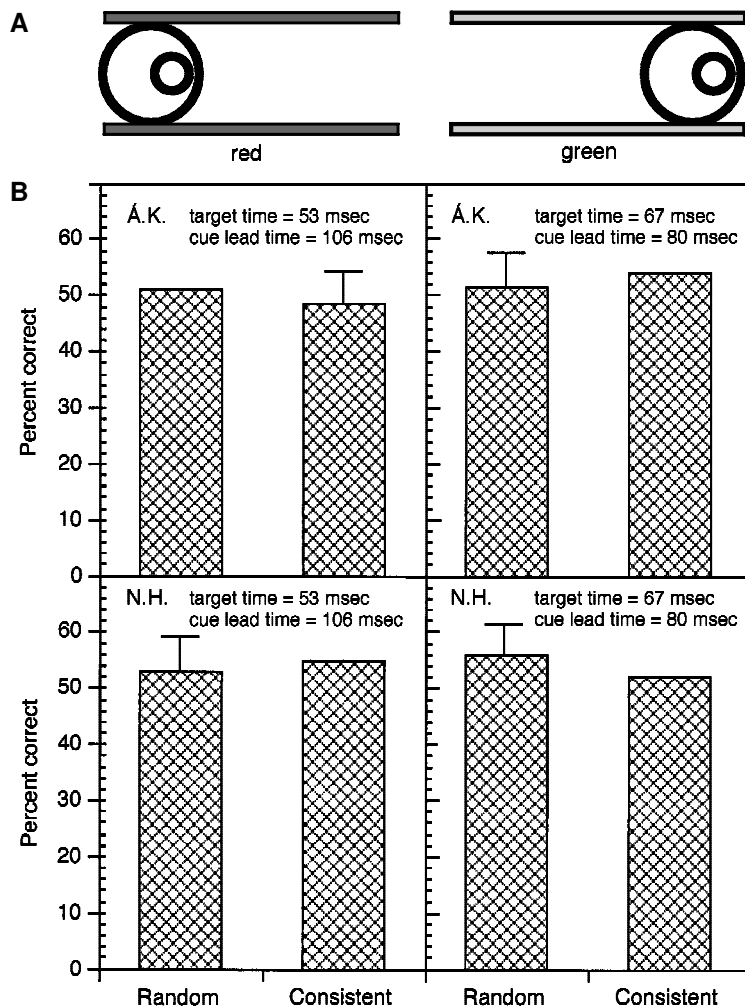 A
red
green
B
Á.K. target time = 53 msec
cue lead time = 106 msec
Á.K. target time = 67 msec
cue lead time = 80 msec
Percent correct
60
50
40
30
20
10
0
N.H. target time = 53 msec
cue lead time = 106 msec
N.H. target time = 67 msec
cue lead time = 80 msec
Percent correct
60
50
40
30
20
10
0
Random Consistent Random Consistent